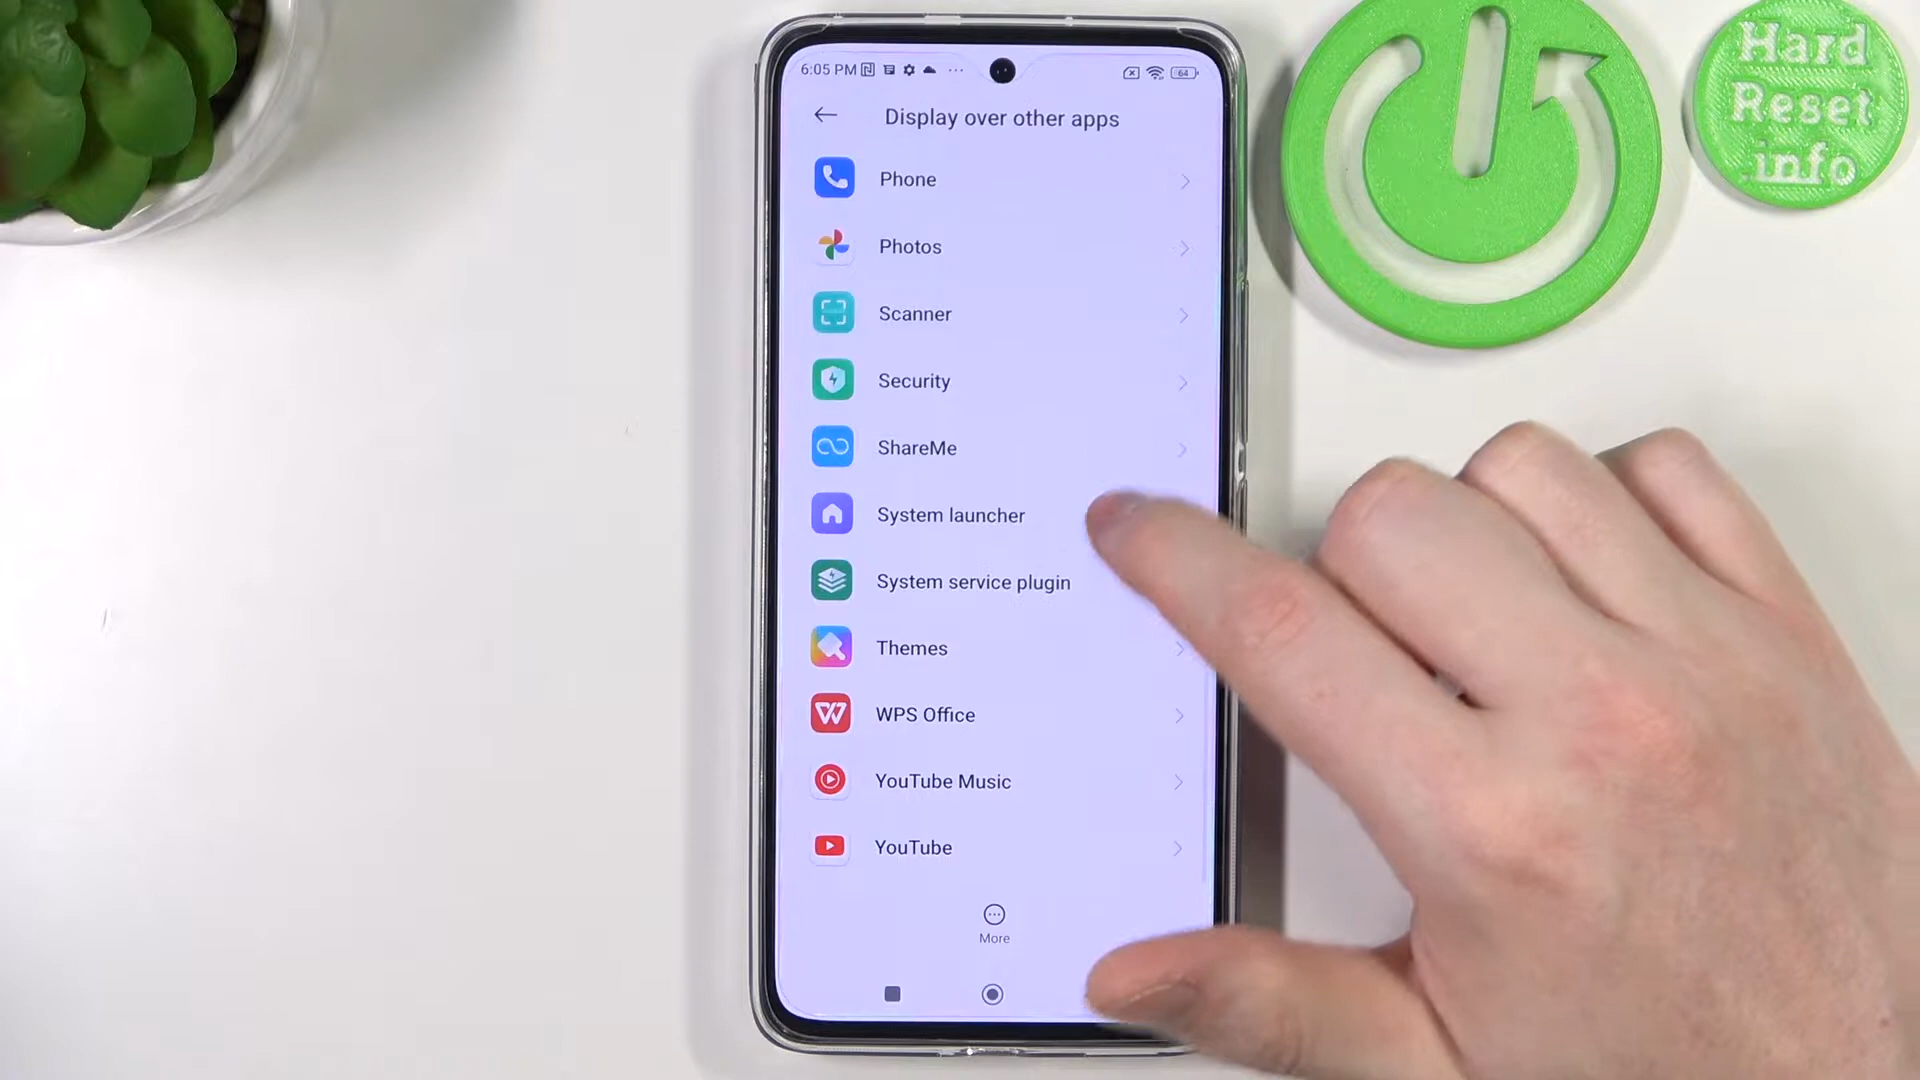 6:05 PM
64
Display over other apps
Phone
Photos
Scanner
Security
ShareMe
System launcher
System service plugin
Themes
WPS Office
YouTube Music
YouTube
More
Hard
Reset
.info